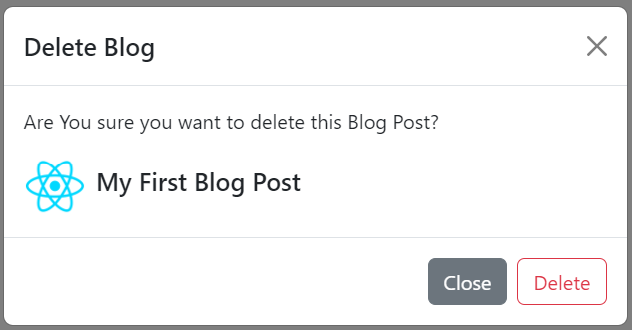 Delete Blog
Are You sure you want to delete this Blog Post?
My First Blog Post
Close
Delete